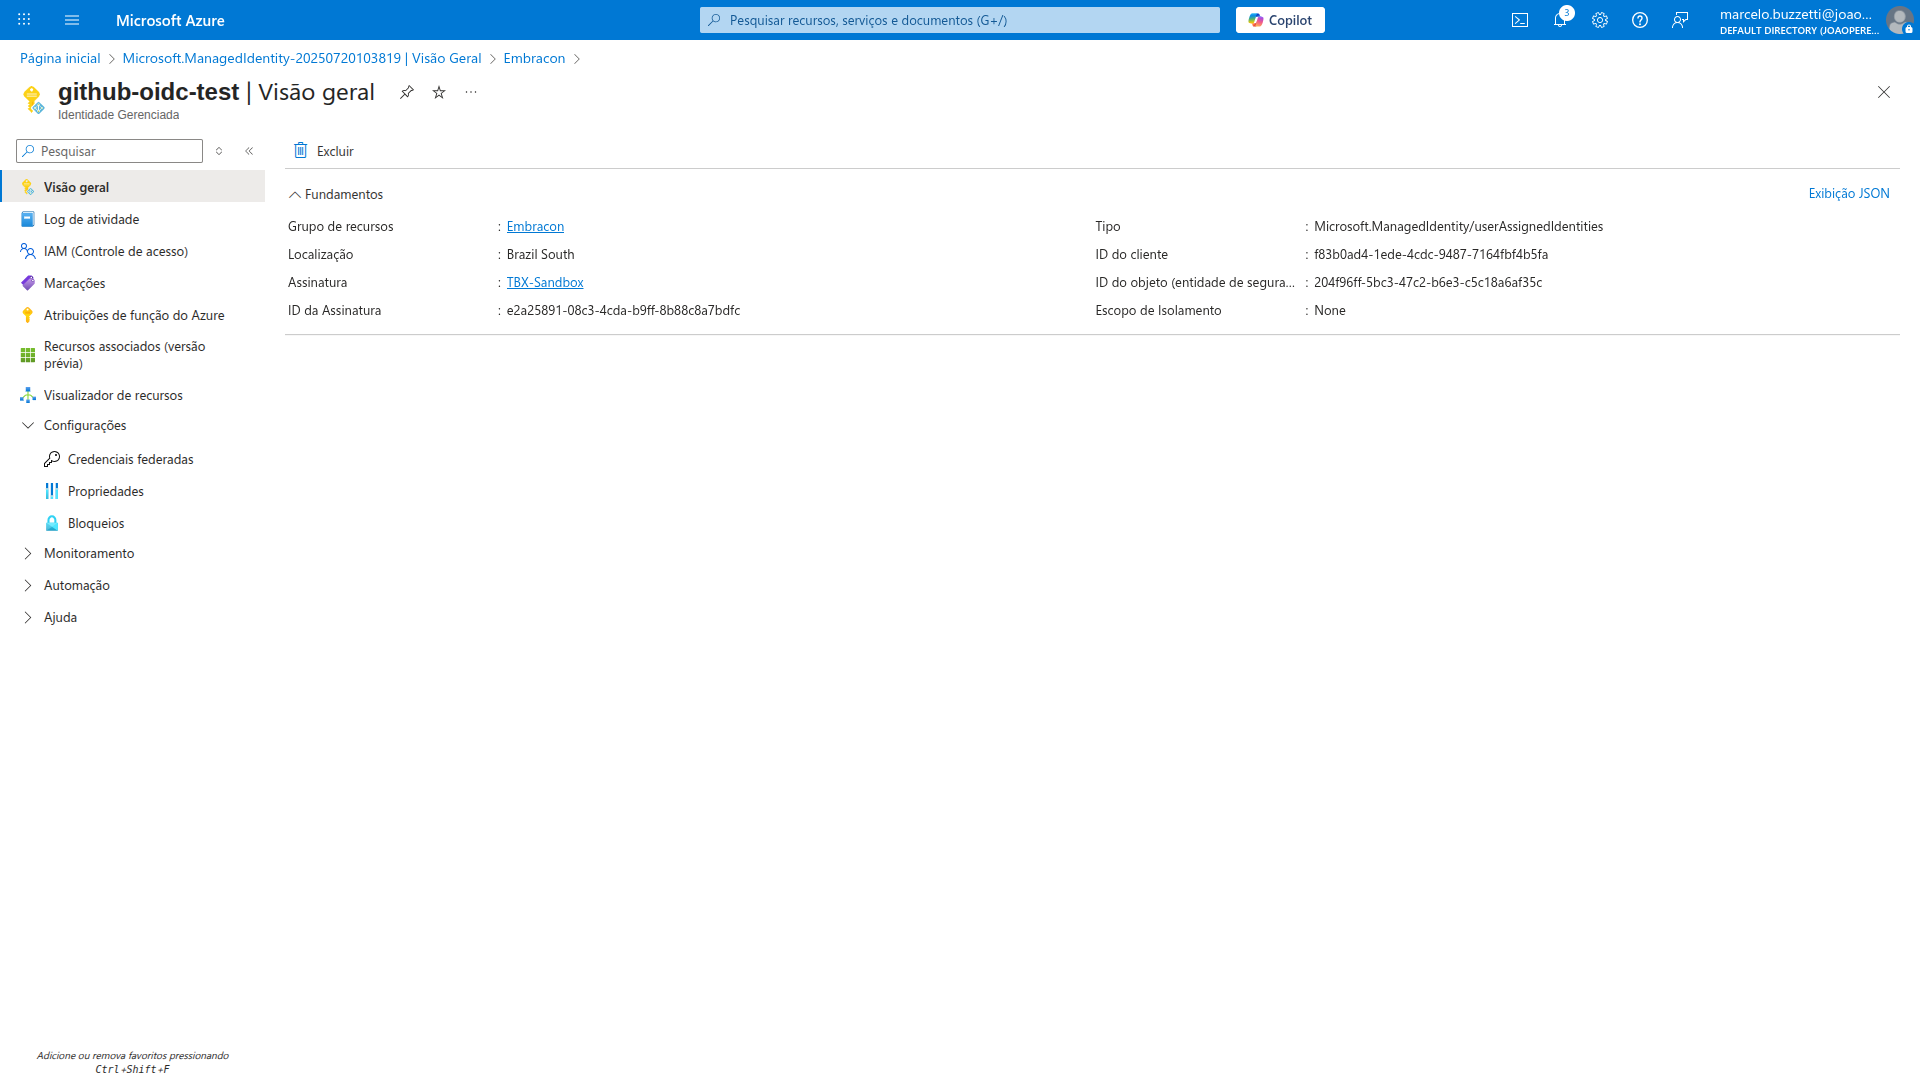 Microsoft Azure
Pesquisar recursos, serviços e documentos (G+/)
Copilot
3
marcelo.buzzetti@joao...
DEFAULT DIRECTORY (JOAOPERE...
Página inicial
Microsoft.ManagedIdentity-20250720103819 | Visão Geral
Embracon
github-oidc-test | Visão geral
Identidade Gerenciada
Pesquisar
Visão geral
Log de atividade
IAM (Controle de acesso)
Marcações
Atribuições de função do Azure
Recursos associados (versão
prévia)
Visualizador de recursos
Configurações
Credenciais federadas
Propriedades
Bloqueios
Monitoramento
Automação
Ajuda
Adicione ou remova favoritos pressionando
Ctrl+Shift+F
Excluir
Fundamentos
Exibição JSON
Grupo de recursos : Embracon
Localização : Brazil South
Assinatura : TBX-Sandbox
ID da Assinatura : e2a25891-08c3-4cda-b9ff-8b88c8a7bdfc
Tipo : Microsoft.ManagedIdentity/userAssignedIdentities
ID do cliente : f83b0ad4-1ede-4cdc-9487-7164fbf4b5fa
ID do objeto (entidade de segura... : 204f96ff-5bc3-47c2-b6e3-c5c18a6af35c
Escopo de Isolamento : None